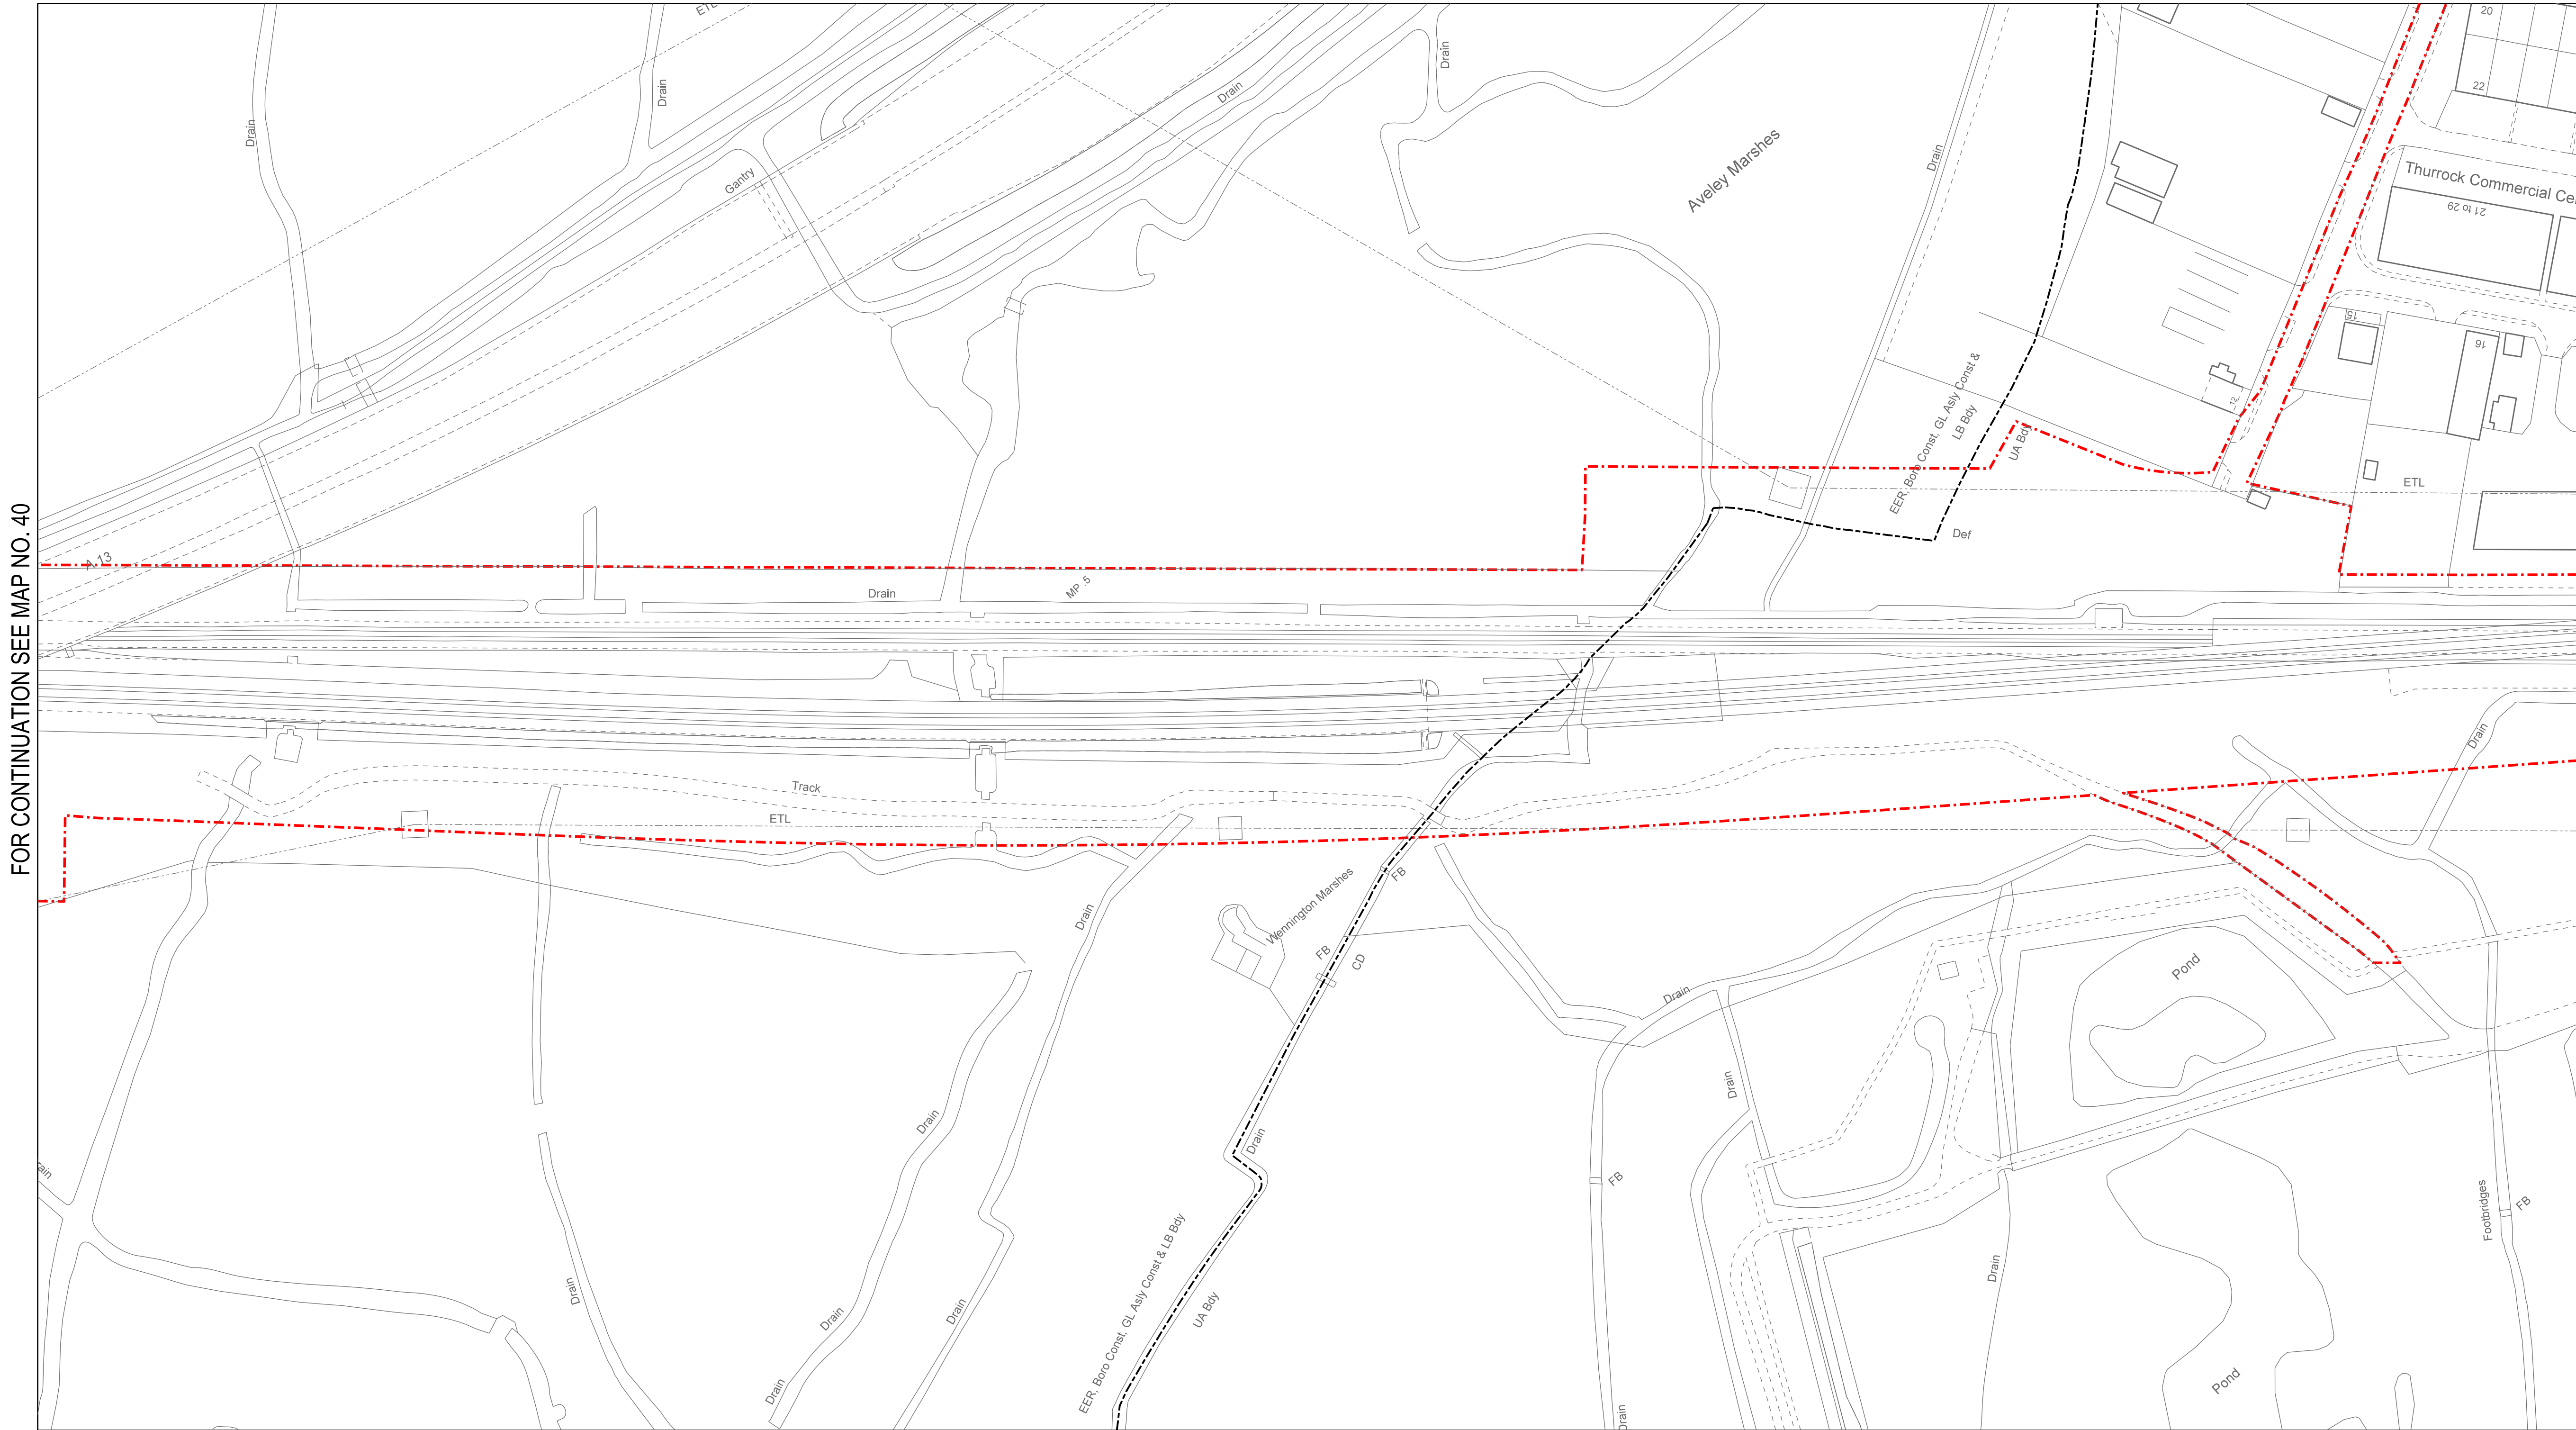 FOR CONTINUATION SEE MAP NO. 40
ETL
Drain
Drain
Drain
Drain
Gantry
Drain
Aveley Marshes
20
22
Thurrock Commercial Ce
21 to 29
15
16
12
EER, Boro Const, GL Asly Const &
LB Bdy
UA Bdy
ETL
Def
A 13
Drain
MP .5
Drain
Track
ETL
Wennington Marshes
FB
FB
CD
Drain
Drain
Pond
Drain
Drain
Drain
rain
FB
Footbridges
FB
EER, Boro Const, GL Asly Const & LB Bdy
UA Bdy
Drain
Drain
Drain
Drain
Drain
Pond
Drain